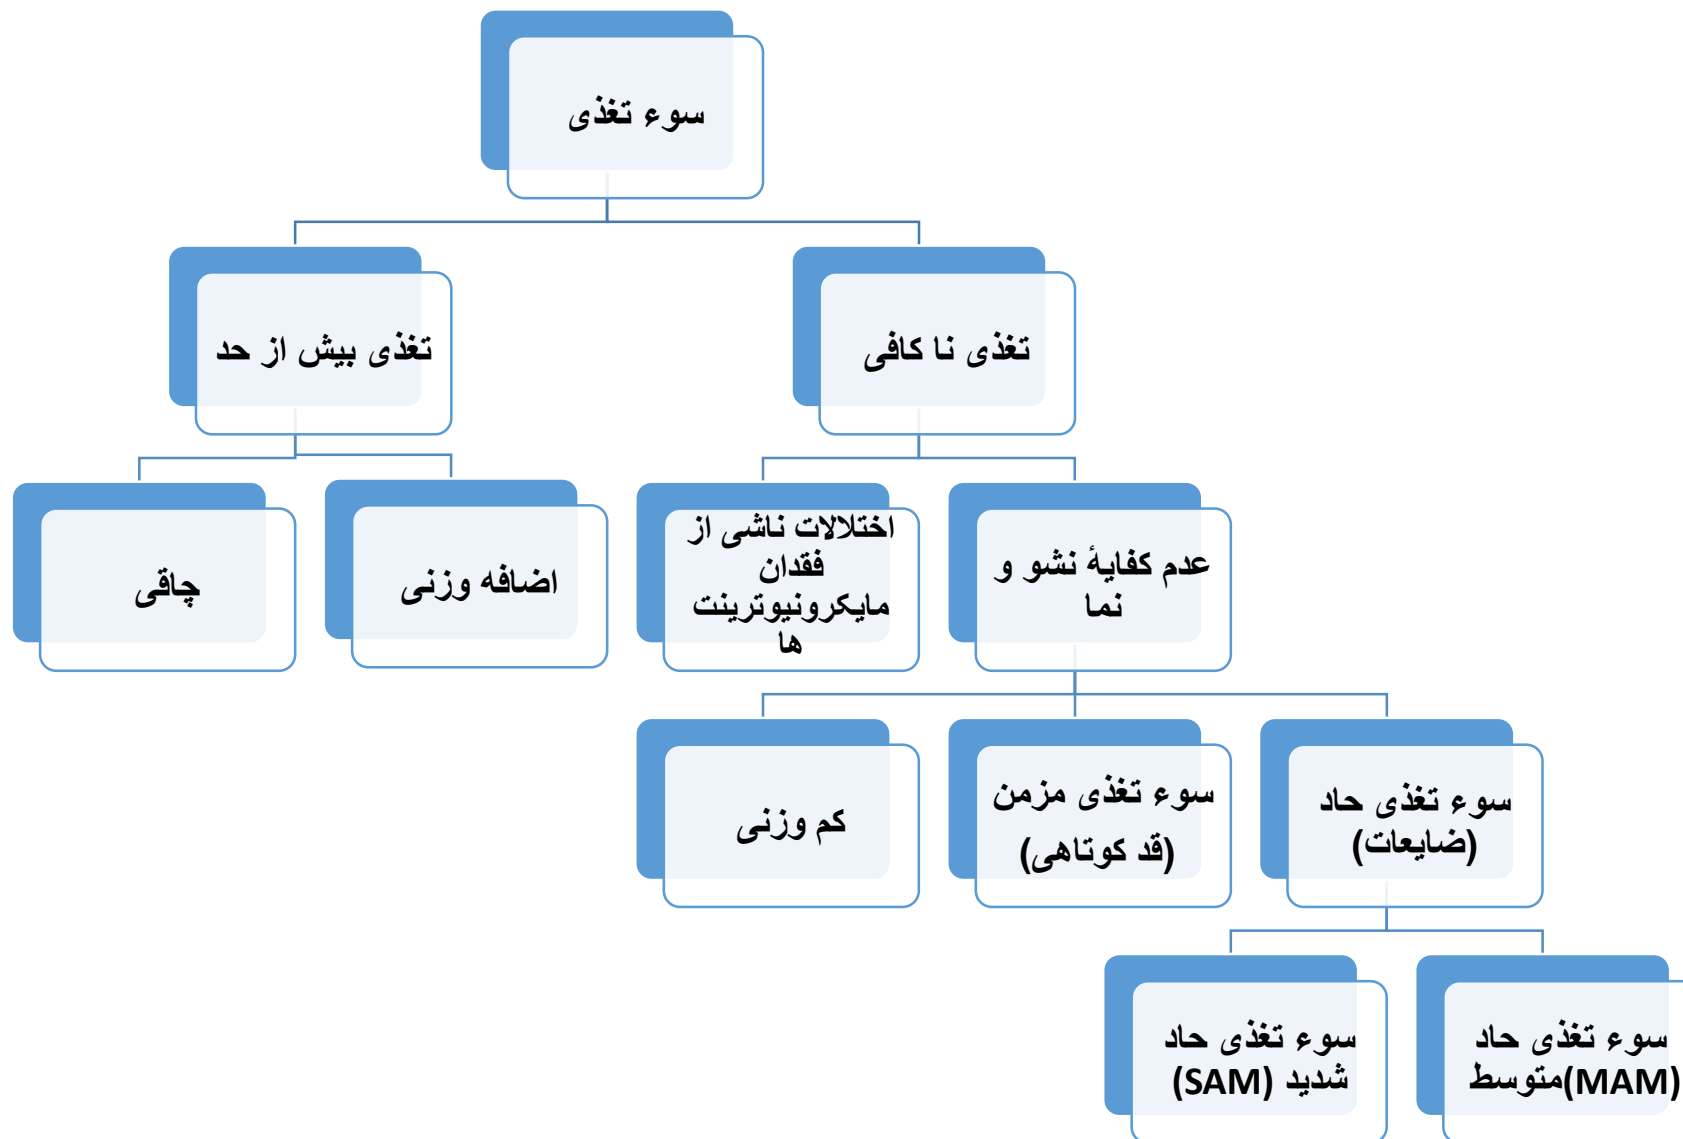 سوء تغذی
تغذی نا کافی
تغذی بیش از حد
عدم کفایهٔ نشو و
نما
اختلالات ناشی از
فقدان
مایکرونیوترینت
ها
اضافه وزنی
چاقی
سوء تغذی حاد
(ضایعات)
سوء تغذی مزمن
(قد کوتاهی)
کم وزنی
سوء تغذی حاد
متوسط(MAM)
سوء تغذی حاد
شدید (SAM)